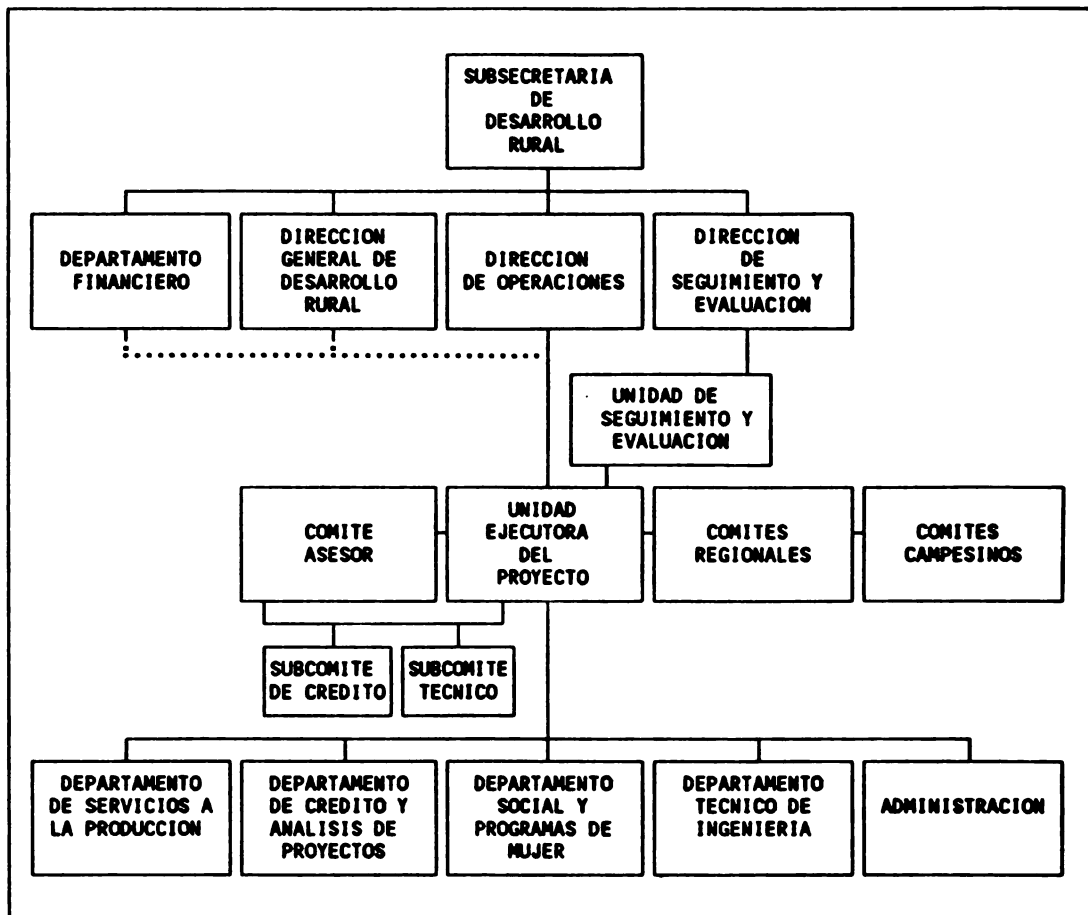 SUBSECRETARIA
DE
DESARROLLO
RURAL
DEPARTAMENTO
FINANCIERO
DIRECCION
GENERAL DE
DESARROLLO
RURAL
DIRECCION
DE OPERACIONES
DIRECCION
DE
SEGUIMIENTO Y
EVALUACION
UNIDAD DE
SEGUIMIENTO Y
EVALUACION
COMITE
ASESOR
UNIDAD
EJECUTORA
DEL
PROYECTO
COMITES
REGIONALES
COMITES
CAMPESINOS
SUBCOMITE
DE CREDITO
SUBCOMITE
TECNICO
DEPARTAMENTO
DE SERVICIOS A
LA PRODUCCION
DEPARTAMENTO
DE CREDITO Y
ANALISIS DE
PROYECTOS
DEPARTAMENTO
SOCIAL Y
PROGRAMAS DE
MUJER
DEPARTAMENTO
TECNICO DE
INGENIERIA
ADMINISTRACION